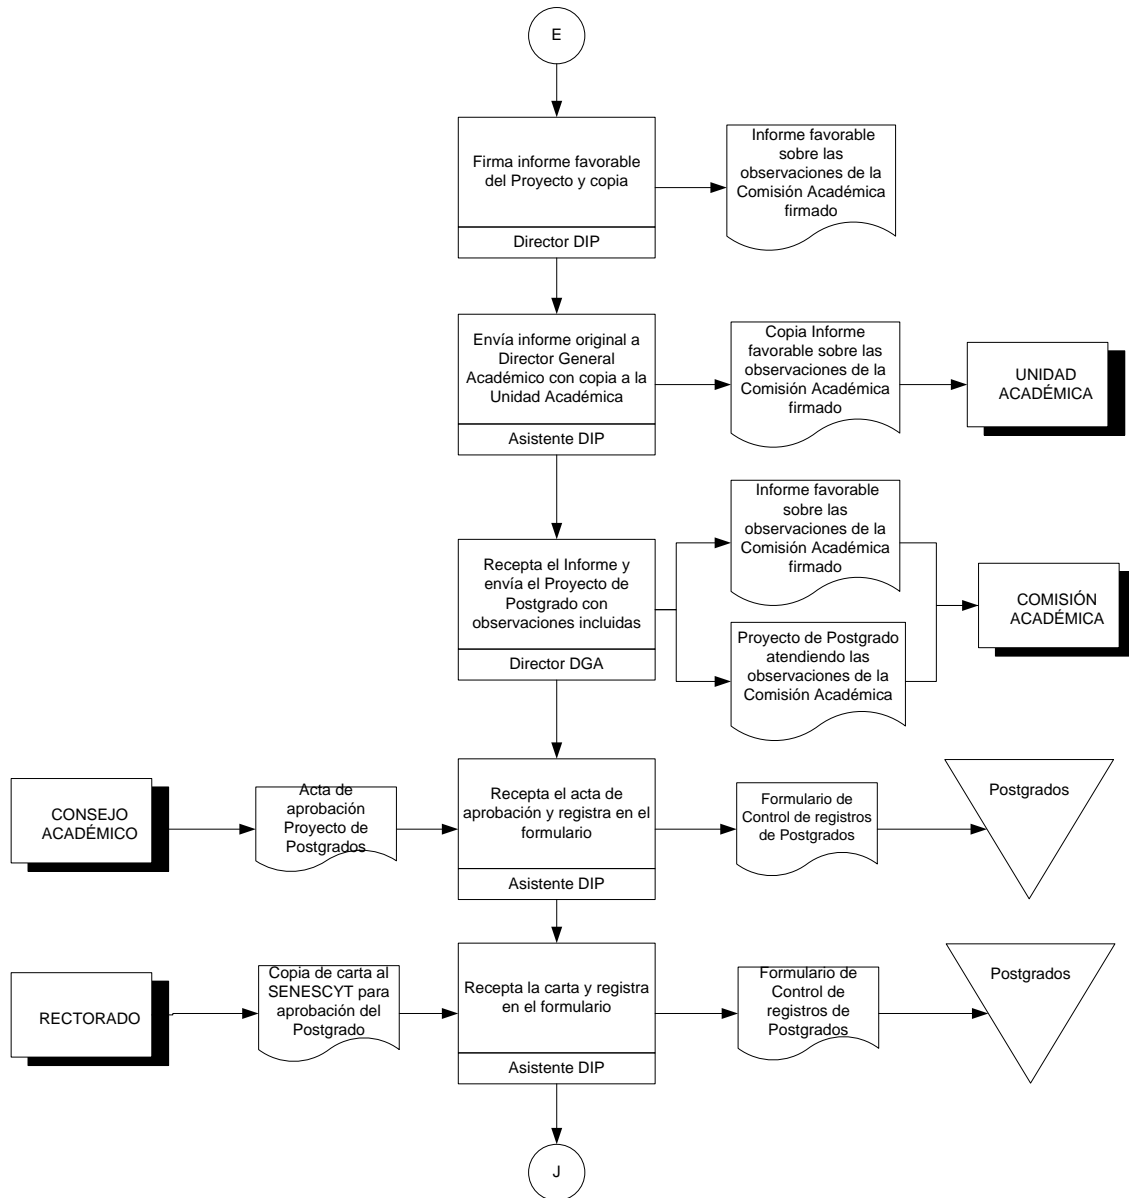 E
Firma informe favorable
del Proyecto y copia
Director DIP
Informe favorable
sobre las
observaciones de la
Comisión Académica
firmado
Envía informe original a
Director General
Académico con copia a la
Unidad Académica
Asistente DIP
Copia Informe
favorable sobre las
observaciones de la
Comisión Académica
firmado
UNIDAD
ACADÉMICA
Recepta el Informe y
envía el Proyecto de
Postgrado con
observaciones incluidas
Director DGA
Informe favorable
sobre las
observaciones de la
Comisión Académica
firmado
Proyecto de Postgrado
atendiendo las
observaciones de la
Comisión Académica
COMISIÓN
ACADÉMICA
CONSEJO
ACADÉMICO
Acta de
aprobación
Proyecto de
Postgrados
Recepta el acta de
aprobación y registra en el
formulario
Asistente DIP
Formulario de
Control de registros
de Postgrados
Postgrados
RECTORADO
Copia de carta al
SENESCYT para
aprobación del
Postgrado
Recepta la carta y registra
en el formulario
Asistente DIP
Formulario de
Control de
registros de
Postgrados
Postgrados
J